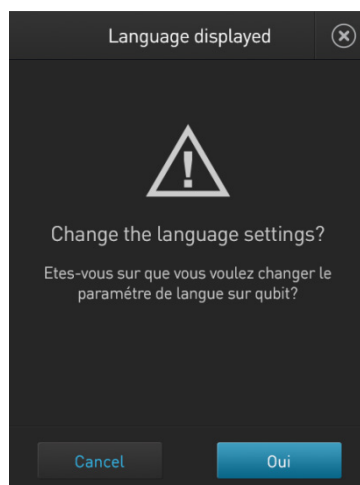 Language displayed
Change the language settings?
Etes-vous sur que vous voulez changer le
paramétre de langue sur qubit?
Cancel
Oui